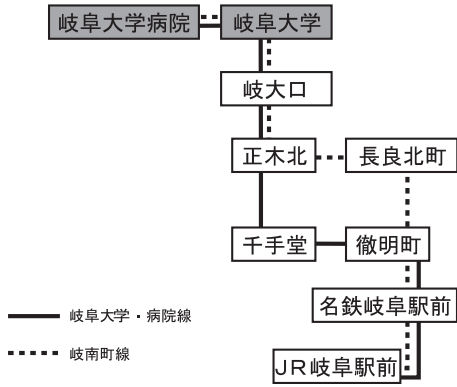 岐阜大学病院
岐阜大学
岐大口
正木北
長良北町
千手堂
徹明町
名鉄岐阜駅前
JR岐阜駅前
岐阜大学・病院線
岐南町線